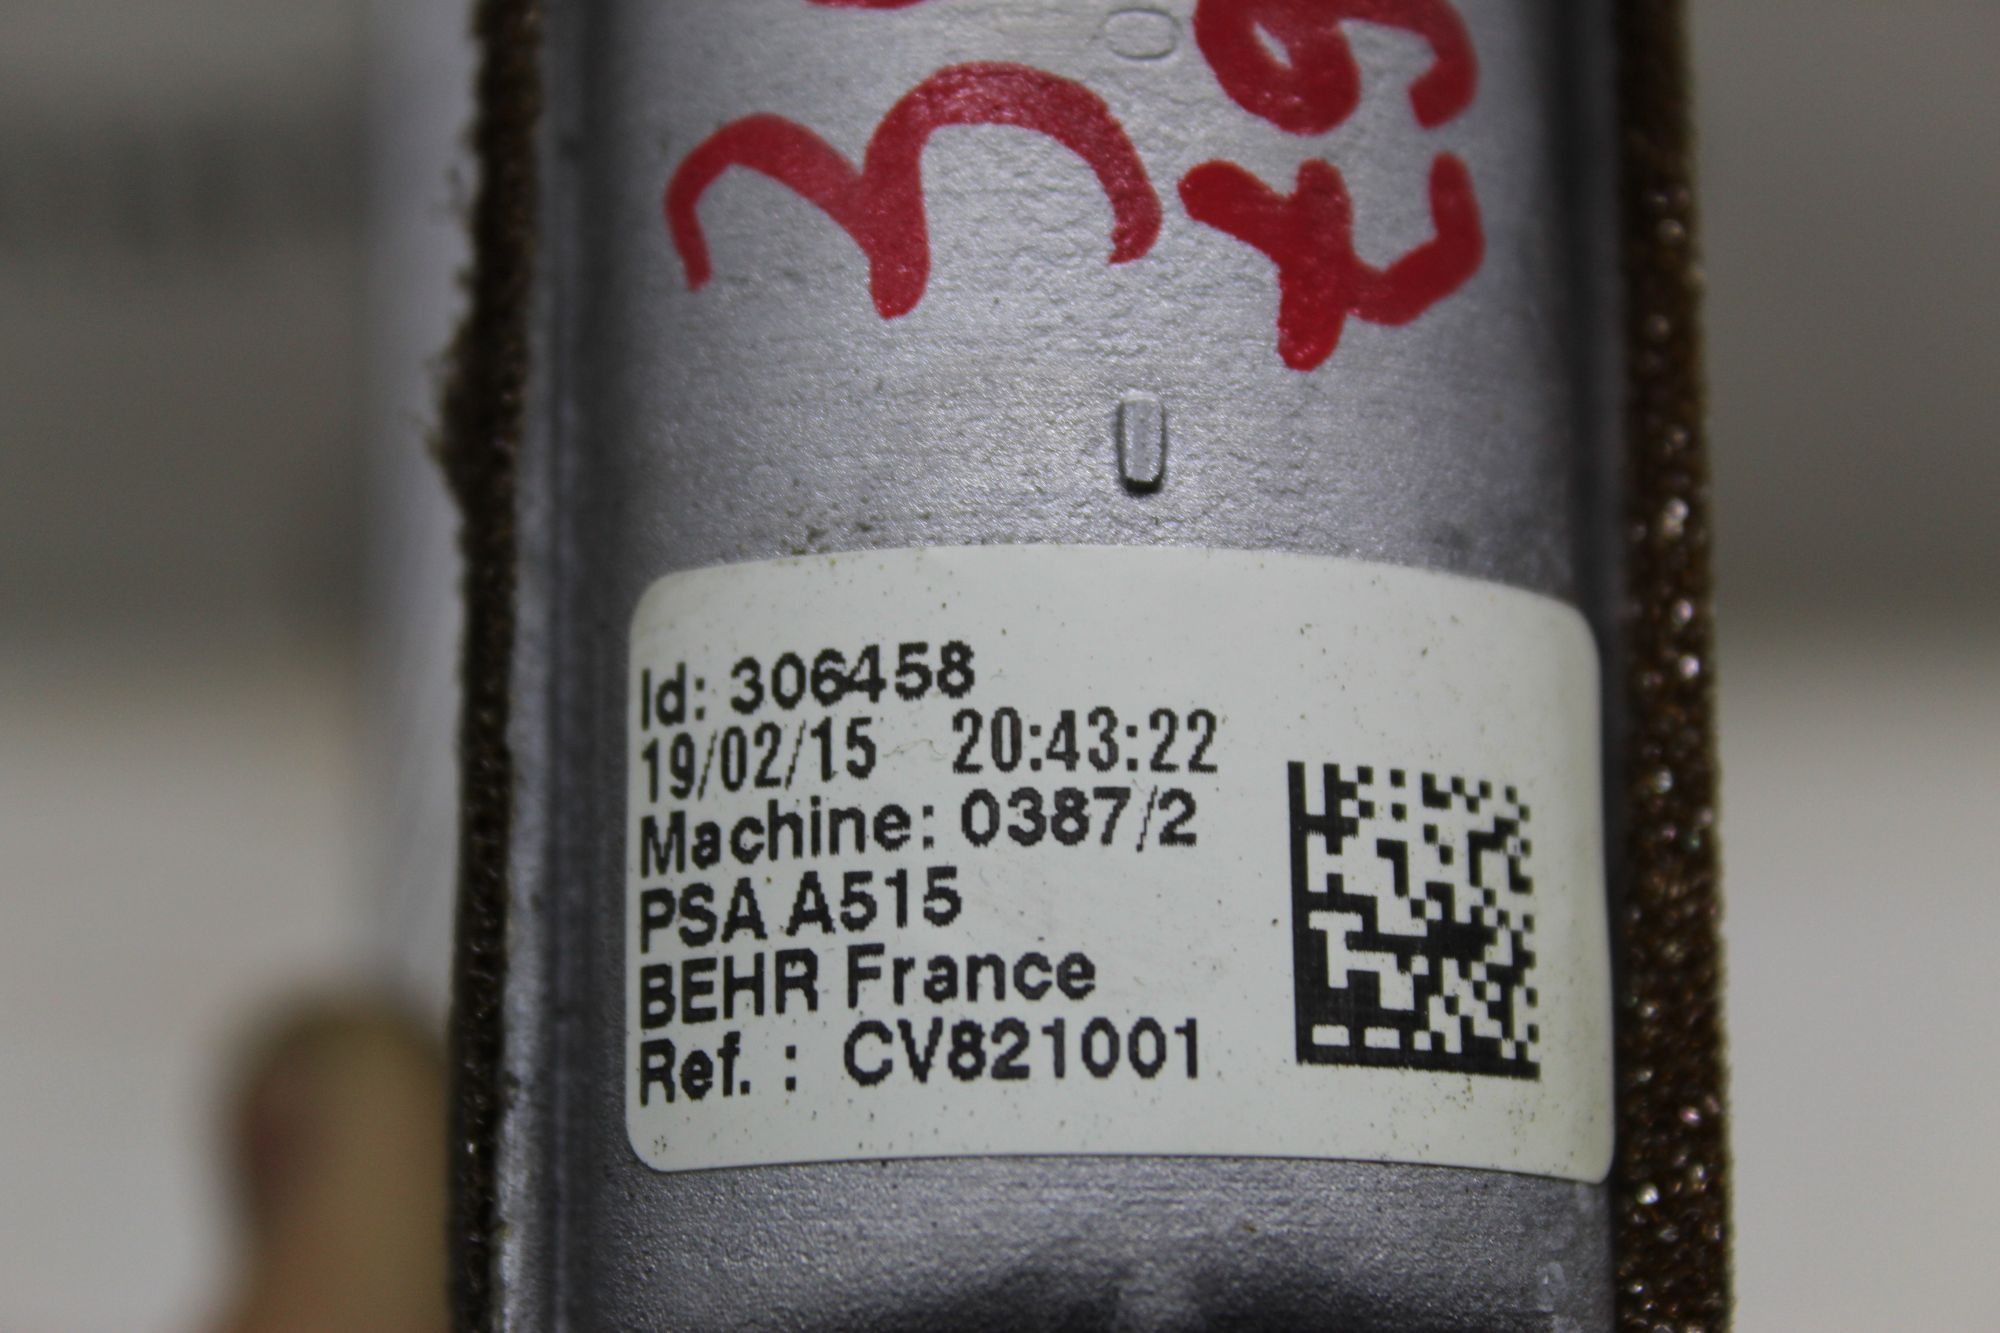 Id: 306458
19/02/15 20:43:22
Machine: 0387/2
PSA A515
BEHR France
Ref. : CV821001